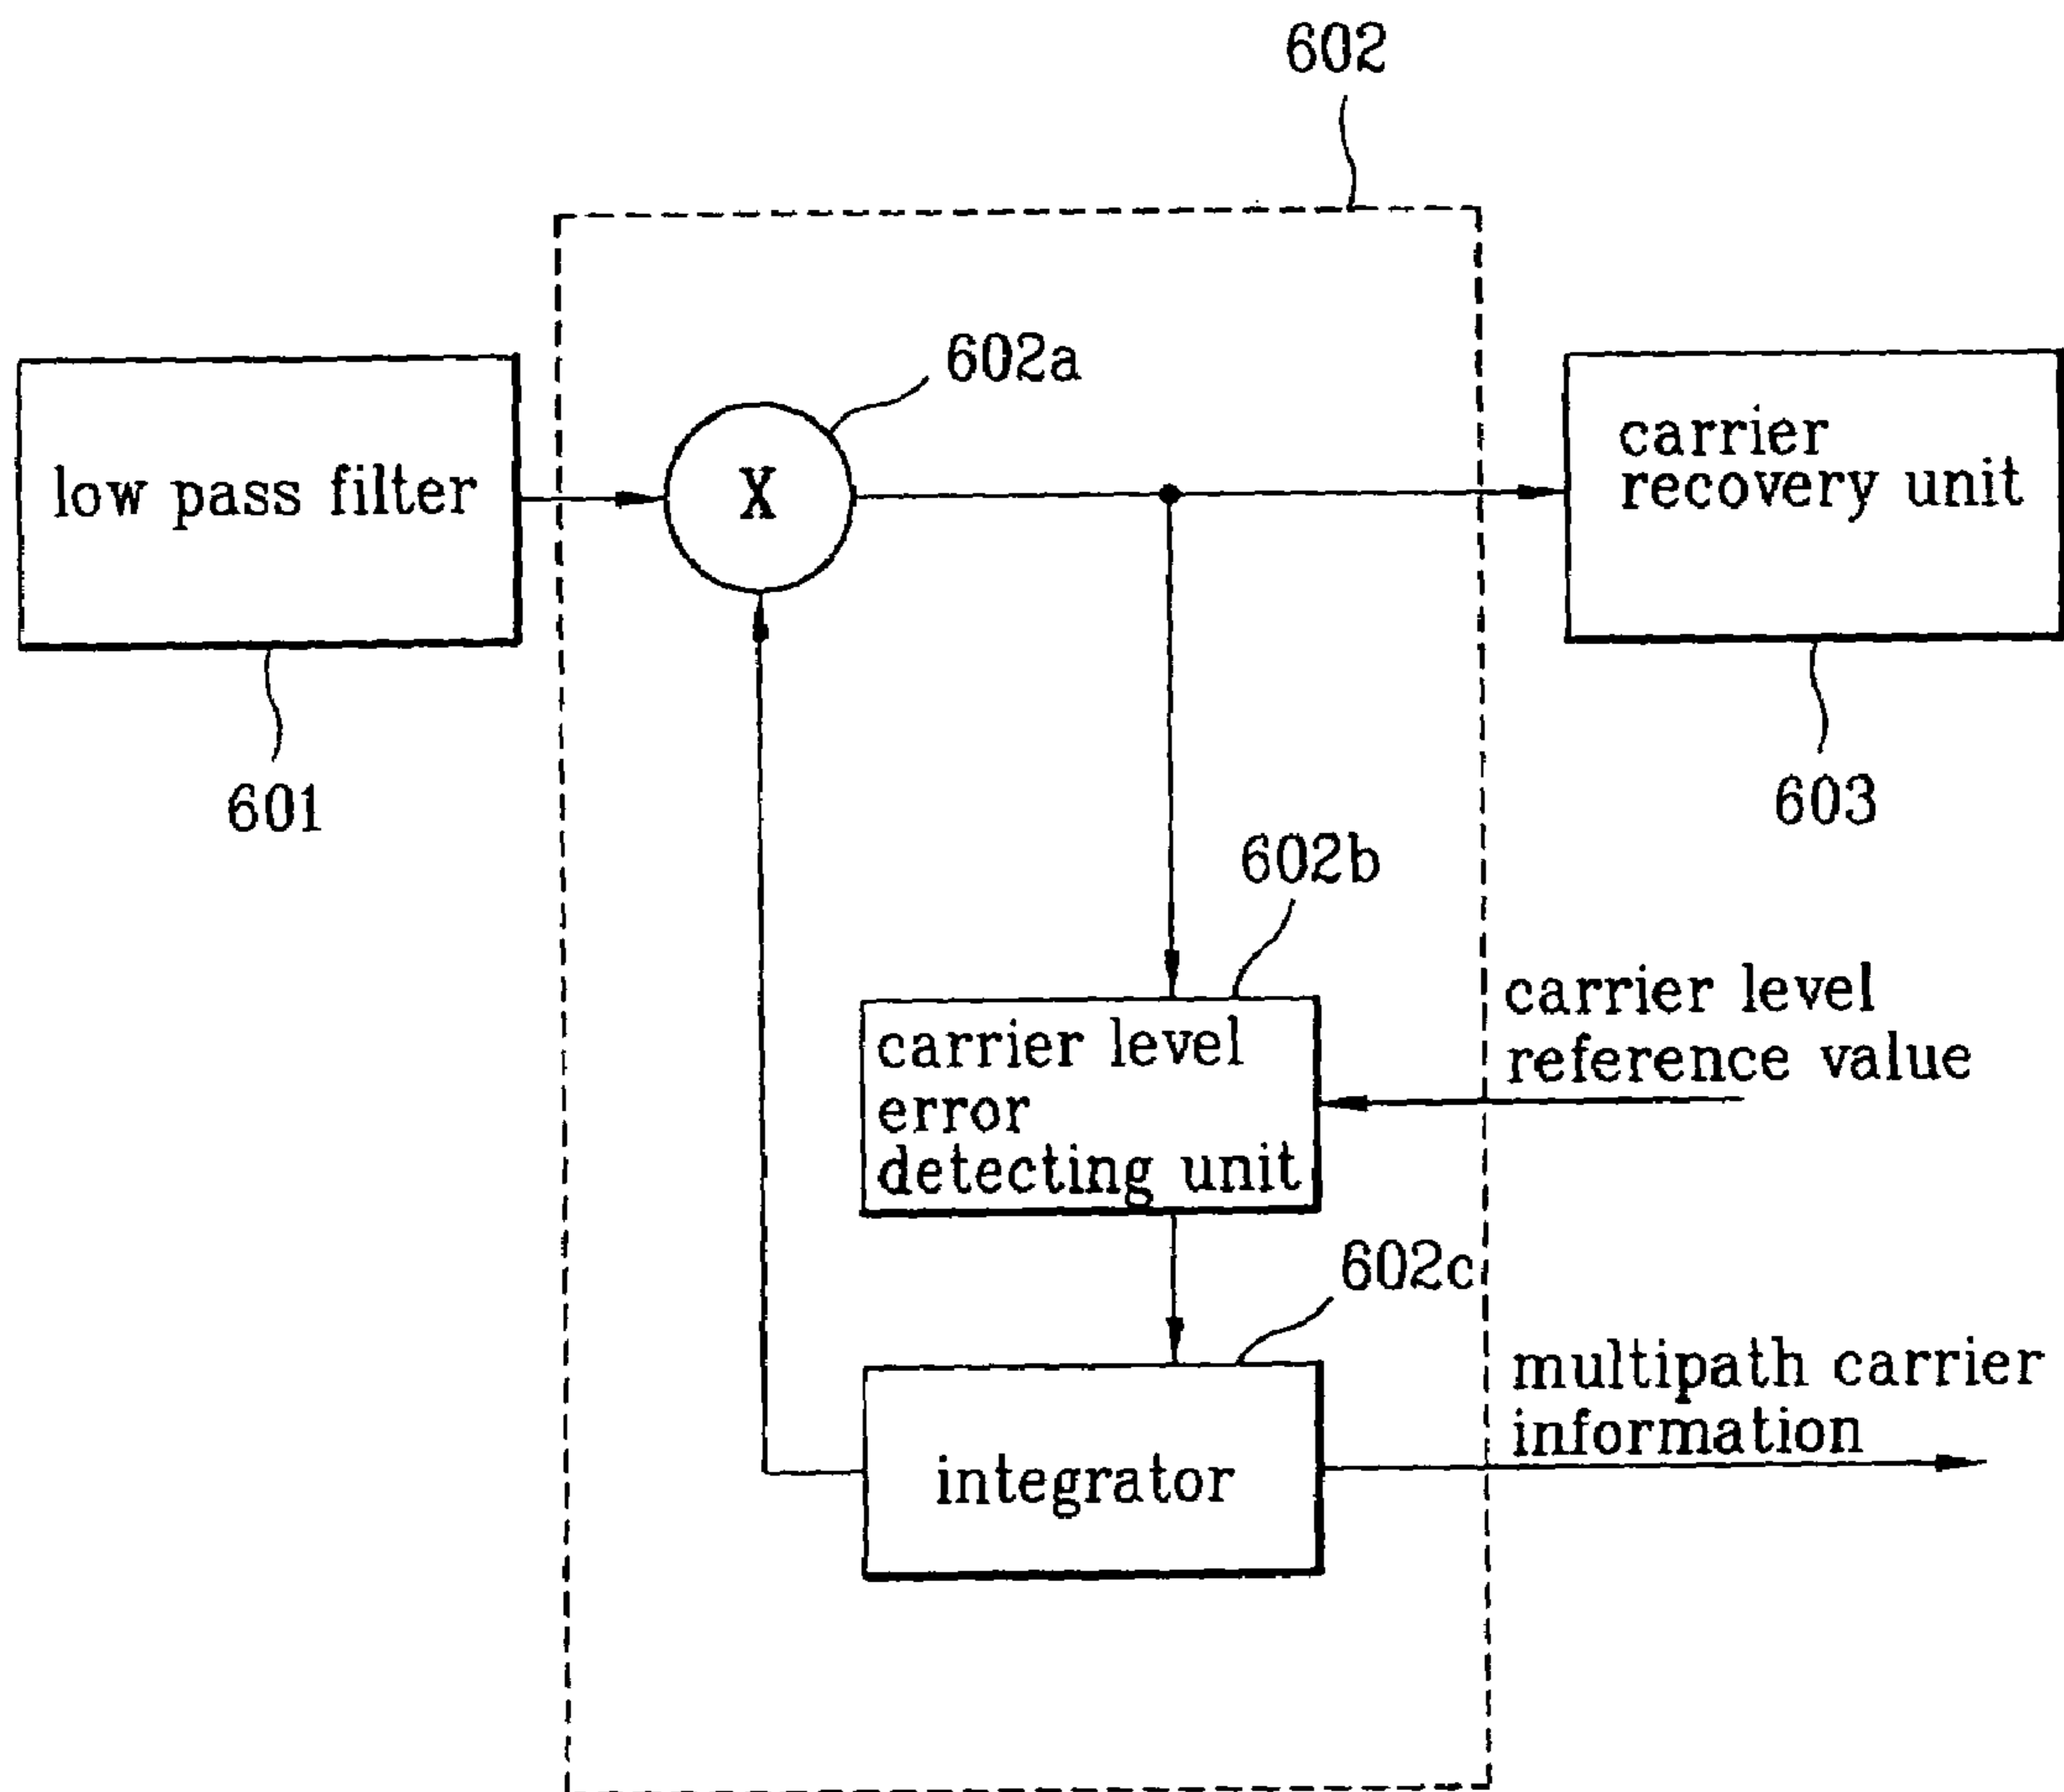 602
602a
low pass filter
X
carrier
recovery unit
601
603
602b
carrier level
reference value
carrier level
error
detecting unit
602c
multipath carrier
information
integrator